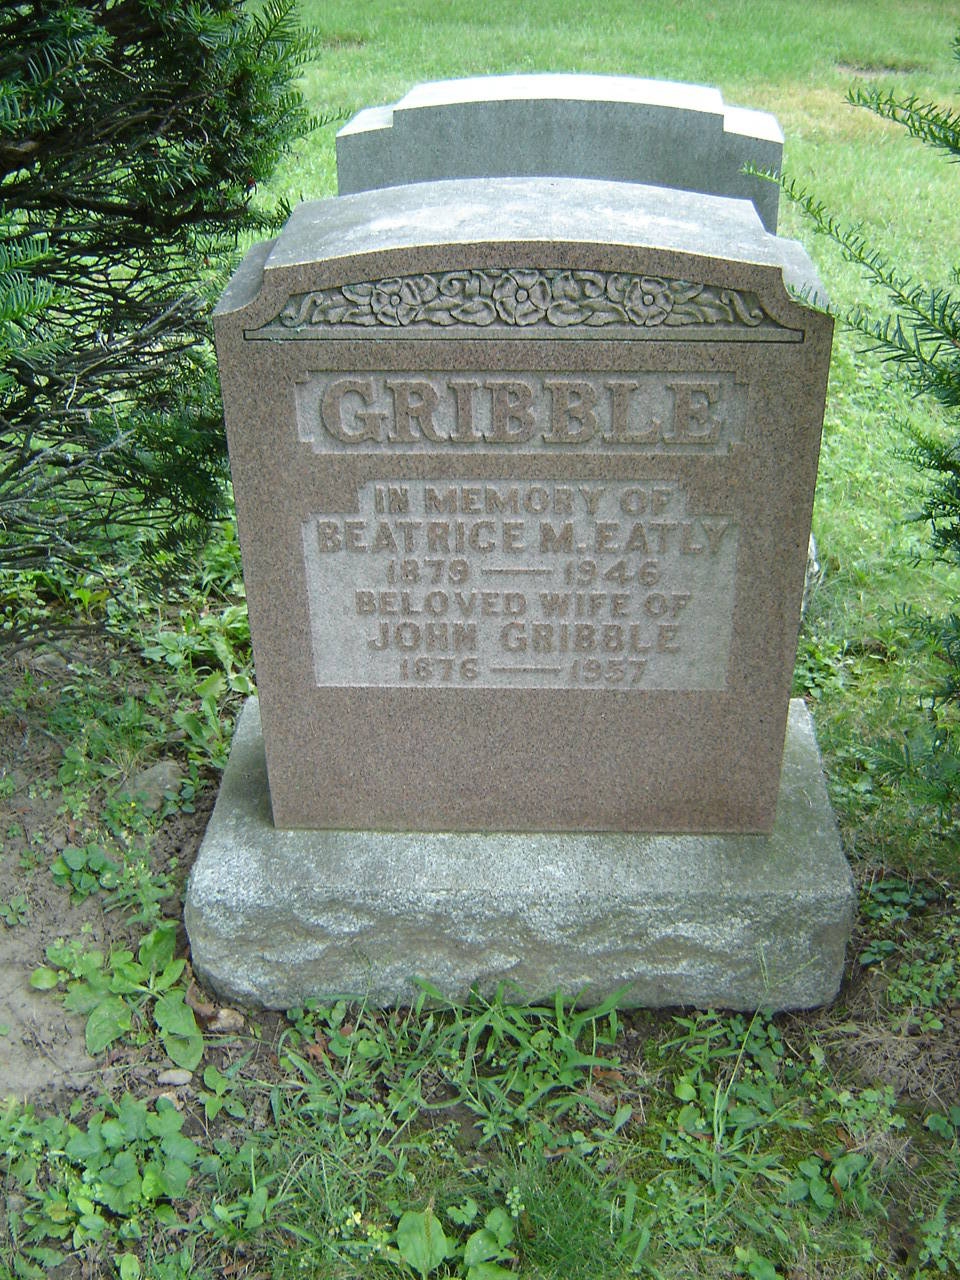 GRIBBLE
IN MEMORY OF
BEATRICE M. EATLY
1879 — 1946
BELOVED WIFE OF
JOHN GRIBBLE
1876 — 1957